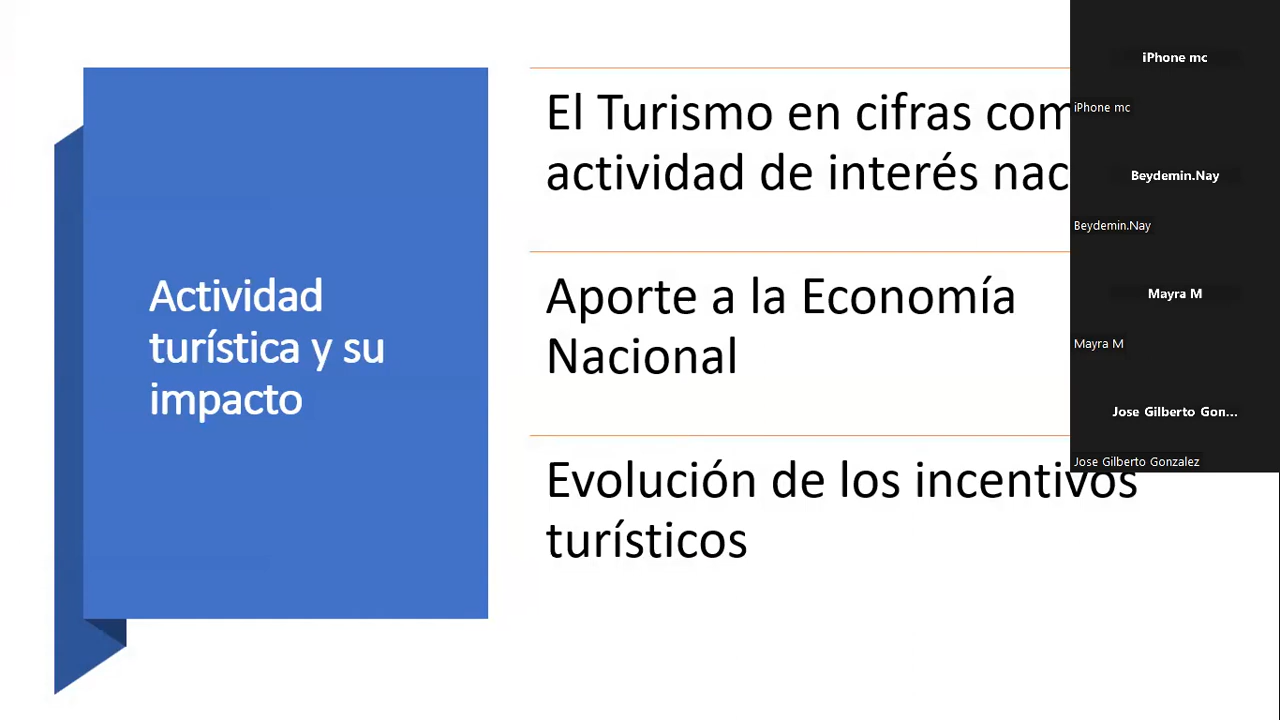 Actividad
turística y su
impacto
El Turismo en cifras com
actividad de interés nac
Aporte a la Economía
Nacional
Evolución de los incentivos
turísticos
iPhone mc
iPhone mc
Beydemin.Nay
Beydemin.Nay
Mayra M
Mayra M
Jose Gilberto Gon...
Jose Gilberto Gonzalez